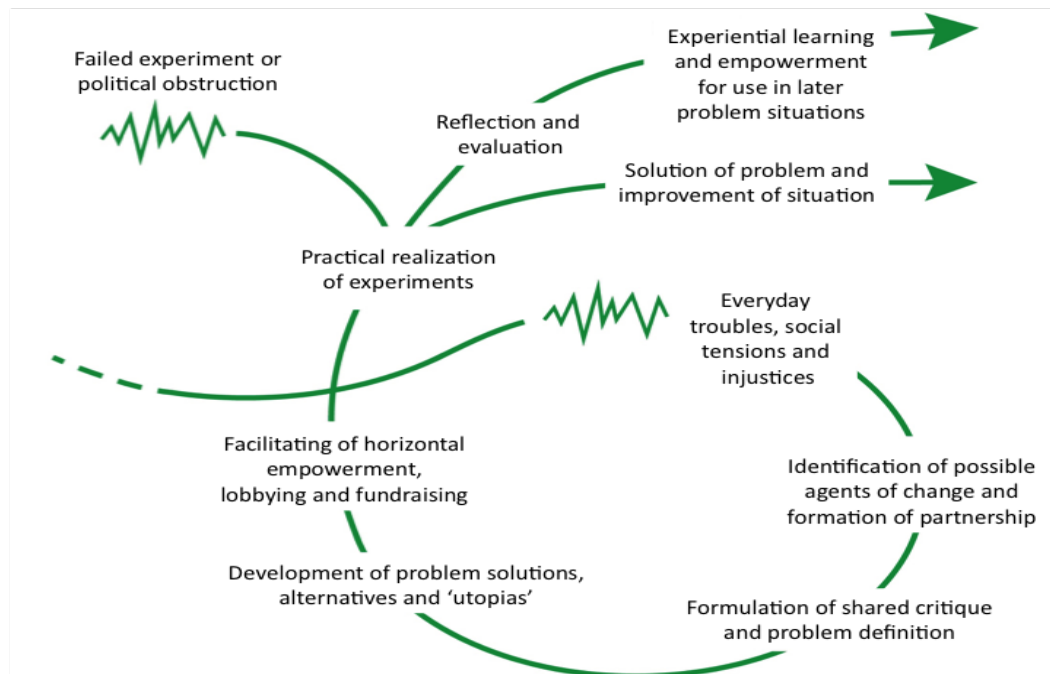 Failed experiment or
political obstruction
Experiential learning
and empowerment
for use in later
problem situations
Reflection and
evaluation
Solution of problem and
improvement of situation
Practical realization
of experiments
Everyday
troubles, social
tensions and
injustices
Facilitating of horizontal
empowerment,
lobbying and fundraising
Identification of possible
agents of change and
formation of partnership
Development of problem solutions,
alternatives and ‘utopias’
Formulation of shared critique
and problem definition